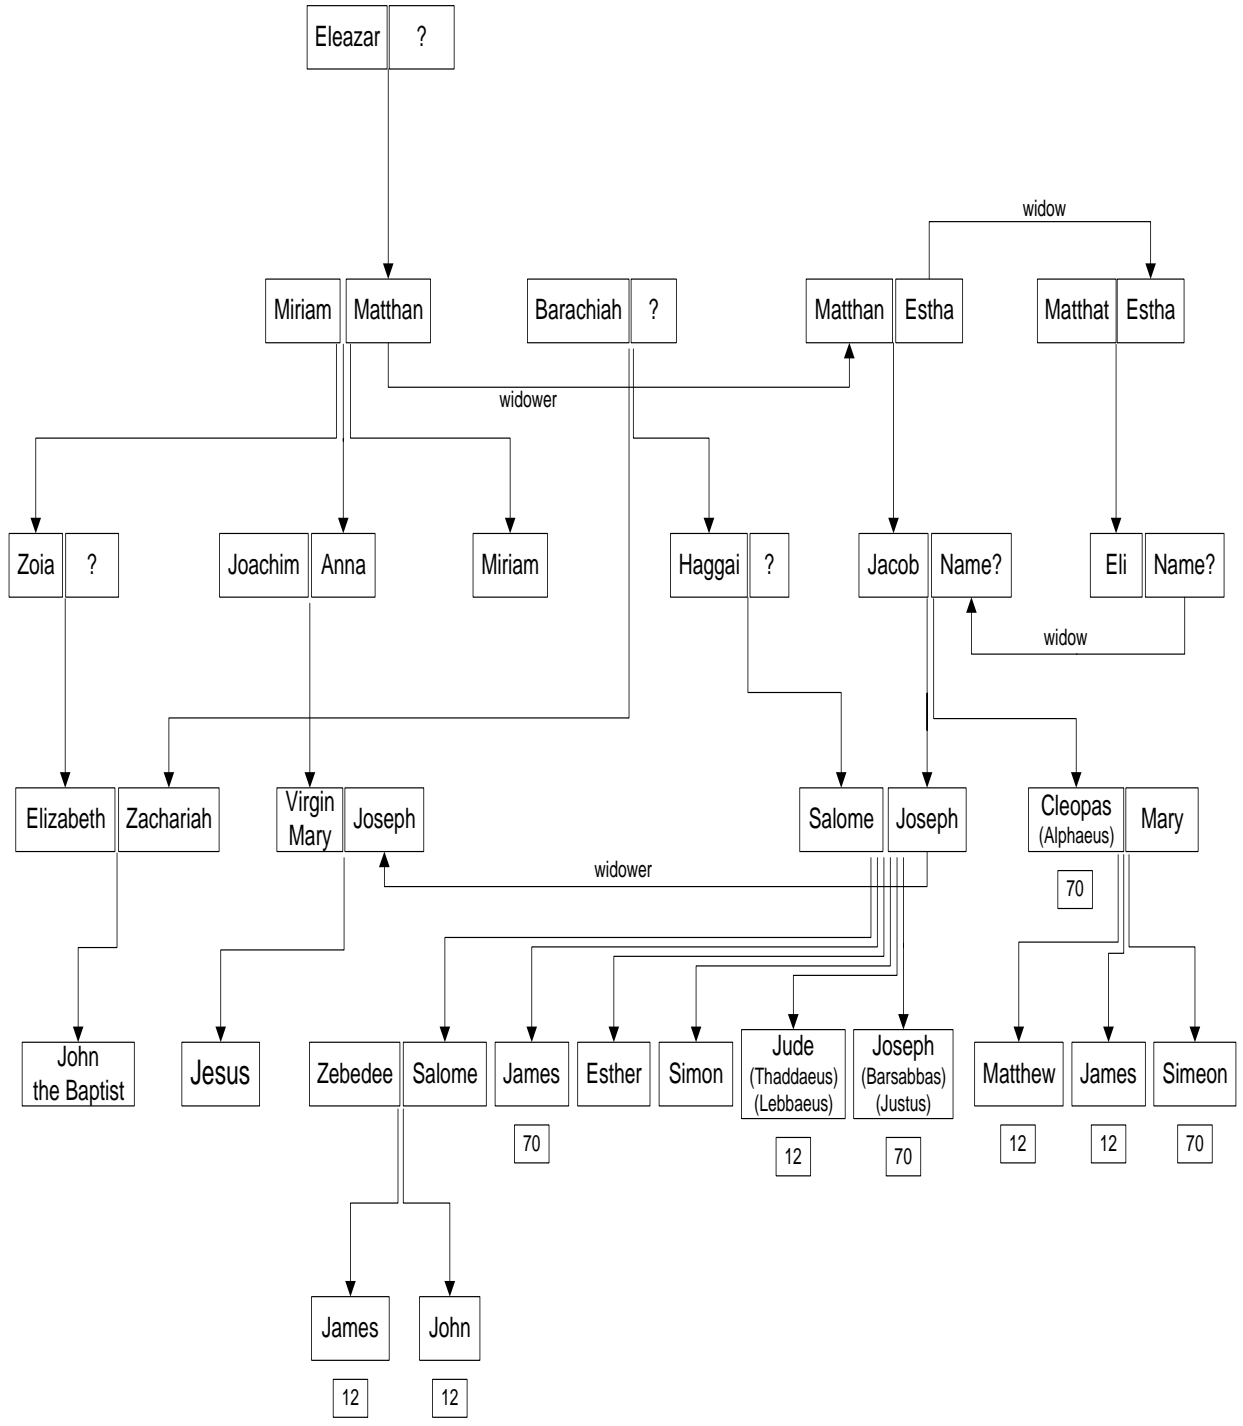 Eleazar
?
widow
Miriam
Matthan
Barachiah
?
Matthan
Estha
Matthat
Estha
widower
Zoia
?
Joachim
Anna
Miriam
Haggai
?
Jacob
Name?
Eli
Name?
widow
Elizabeth
Zachariah
Virgin
Mary
Joseph
Salome
Joseph
Cleopas
(Alphaeus)
Mary
widower
70
John
the Baptist
Jesus
Zebedee
Salome
James
Esther
Simon
Jude
(Thaddaeus)
(Lebbaeus)
Joseph
(Barsabbas)
(Justus)
Matthew
James
Simeon
70
12
70
12
12
70
James
John
12
12